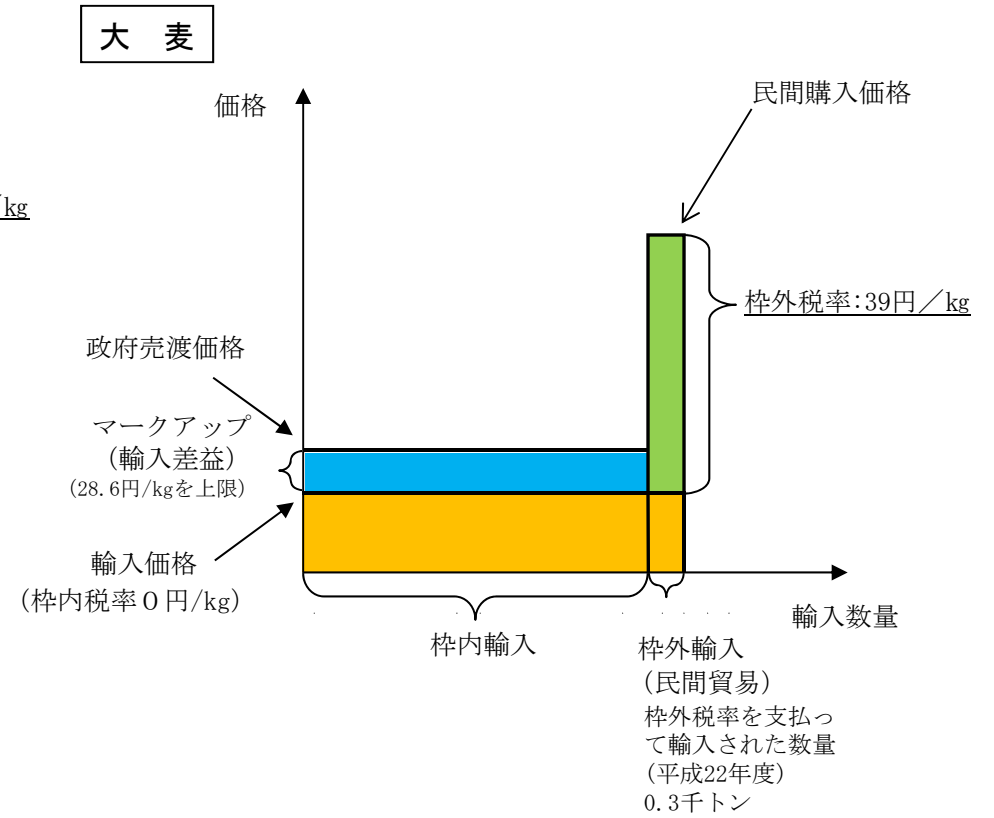 大　麦
価格
民間購入価格
/kg
枠外税率:39円／kg
政府売渡価格
マークアップ
（輸入差益）
（28.6円/kgを上限）
輸入価格
（枠内税率０円/kg）
輸入数量
枠内輸入
枠外輸入
（民間貿易）
枠外税率を支払っ
て輸入された数量
（平成22年度）
0.3千トン